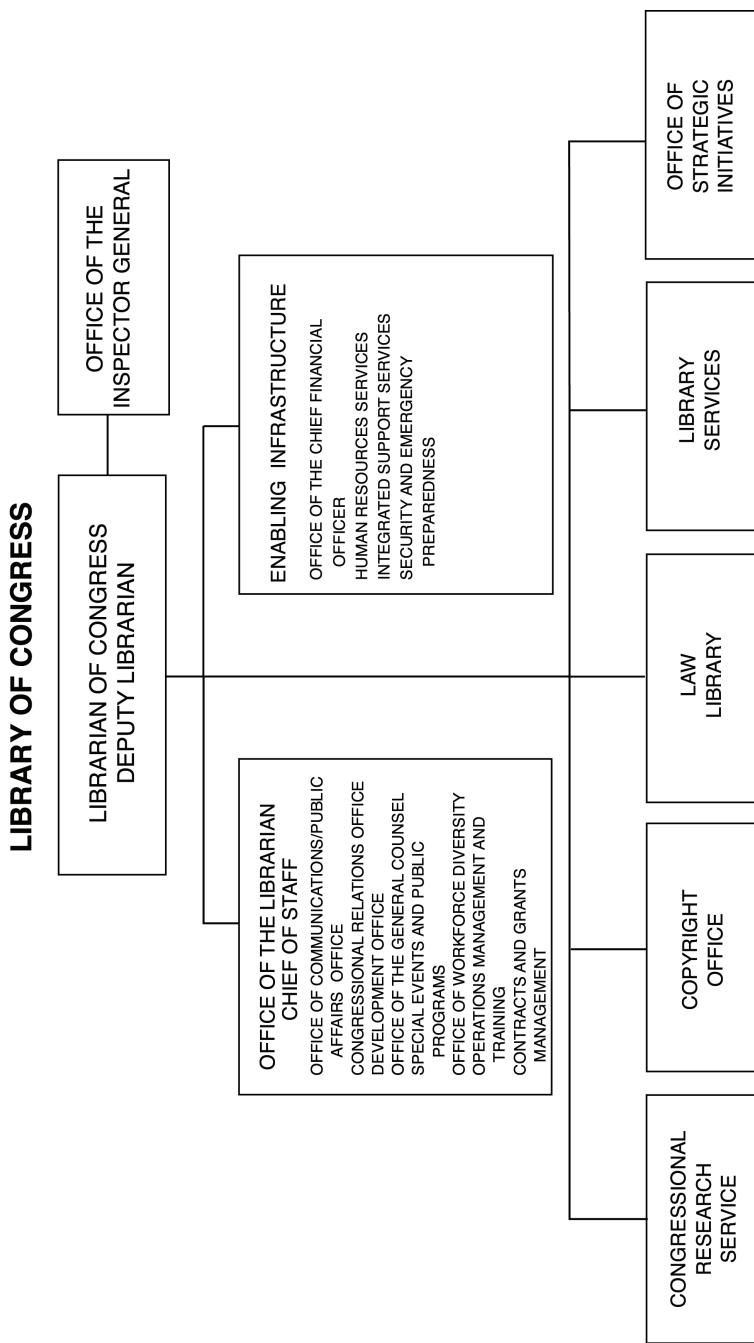 LIBRARY OF CONGRESS
LIBRARIAN OF CONGRESS
DEPUTY LIBRARIAN
OFFICE OF THE
INSPECTOR GENERAL
OFFICE OF THE LIBRARIAN
CHIEF OF STAFF
OFFICE OF COMMUNICATIONS/PUBLIC
AFFAIRS OFFICE
CONGRESSIONAL RELATIONS OFFICE
DEVELOPMENT OFFICE
OFFICE OF THE GENERAL COUNSEL
SPECIAL EVENTS AND PUBLIC
PROGRAMS
OFFICE OF WORKFORCE DIVERSITY
OPERATIONS MANAGEMENT AND
TRAINING
CONTRACTS AND GRANTS
MANAGEMENT
ENABLING INFRASTRUCTURE
OFFICE OF THE CHIEF FINANCIAL
OFFICER
HUMAN RESOURCES SERVICES
INTEGRATED SUPPORT SERVICES
SECURITY AND EMERGENCY
PREPAREDNESS
CONGRESSIONAL
RESEARCH
SERVICE
COPYRIGHT
OFFICE
LAW
LIBRARY
LIBRARY
SERVICES
OFFICE OF
STRATEGIC
INITIATIVES